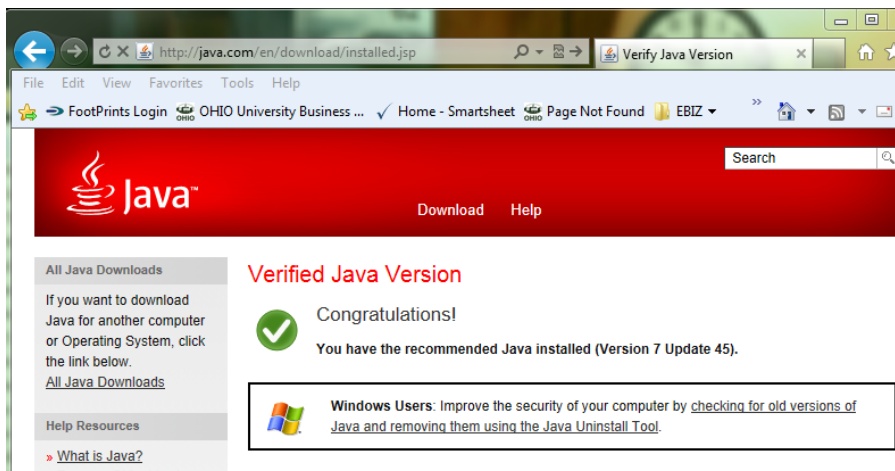 http://java.com/en/download/installed.jsp
Verify Java Version
File Edit View Favorites Tools Help
FootPrints Login OHIO University Business ... Home - Smartsheet OHIO Page Not Found EBIZ
Search
Java™
Download Help
All Java Downloads
If you want to download
Java for another computer
or Operating System, click
the link below.
All Java Downloads
Help Resources
» What is Java?
Verified Java Version
Congratulations!
You have the recommended Java installed (Version 7 Update 45).
Windows Users: Improve the security of your computer by checking for old versions of
Java and removing them using the Java Uninstall Tool.